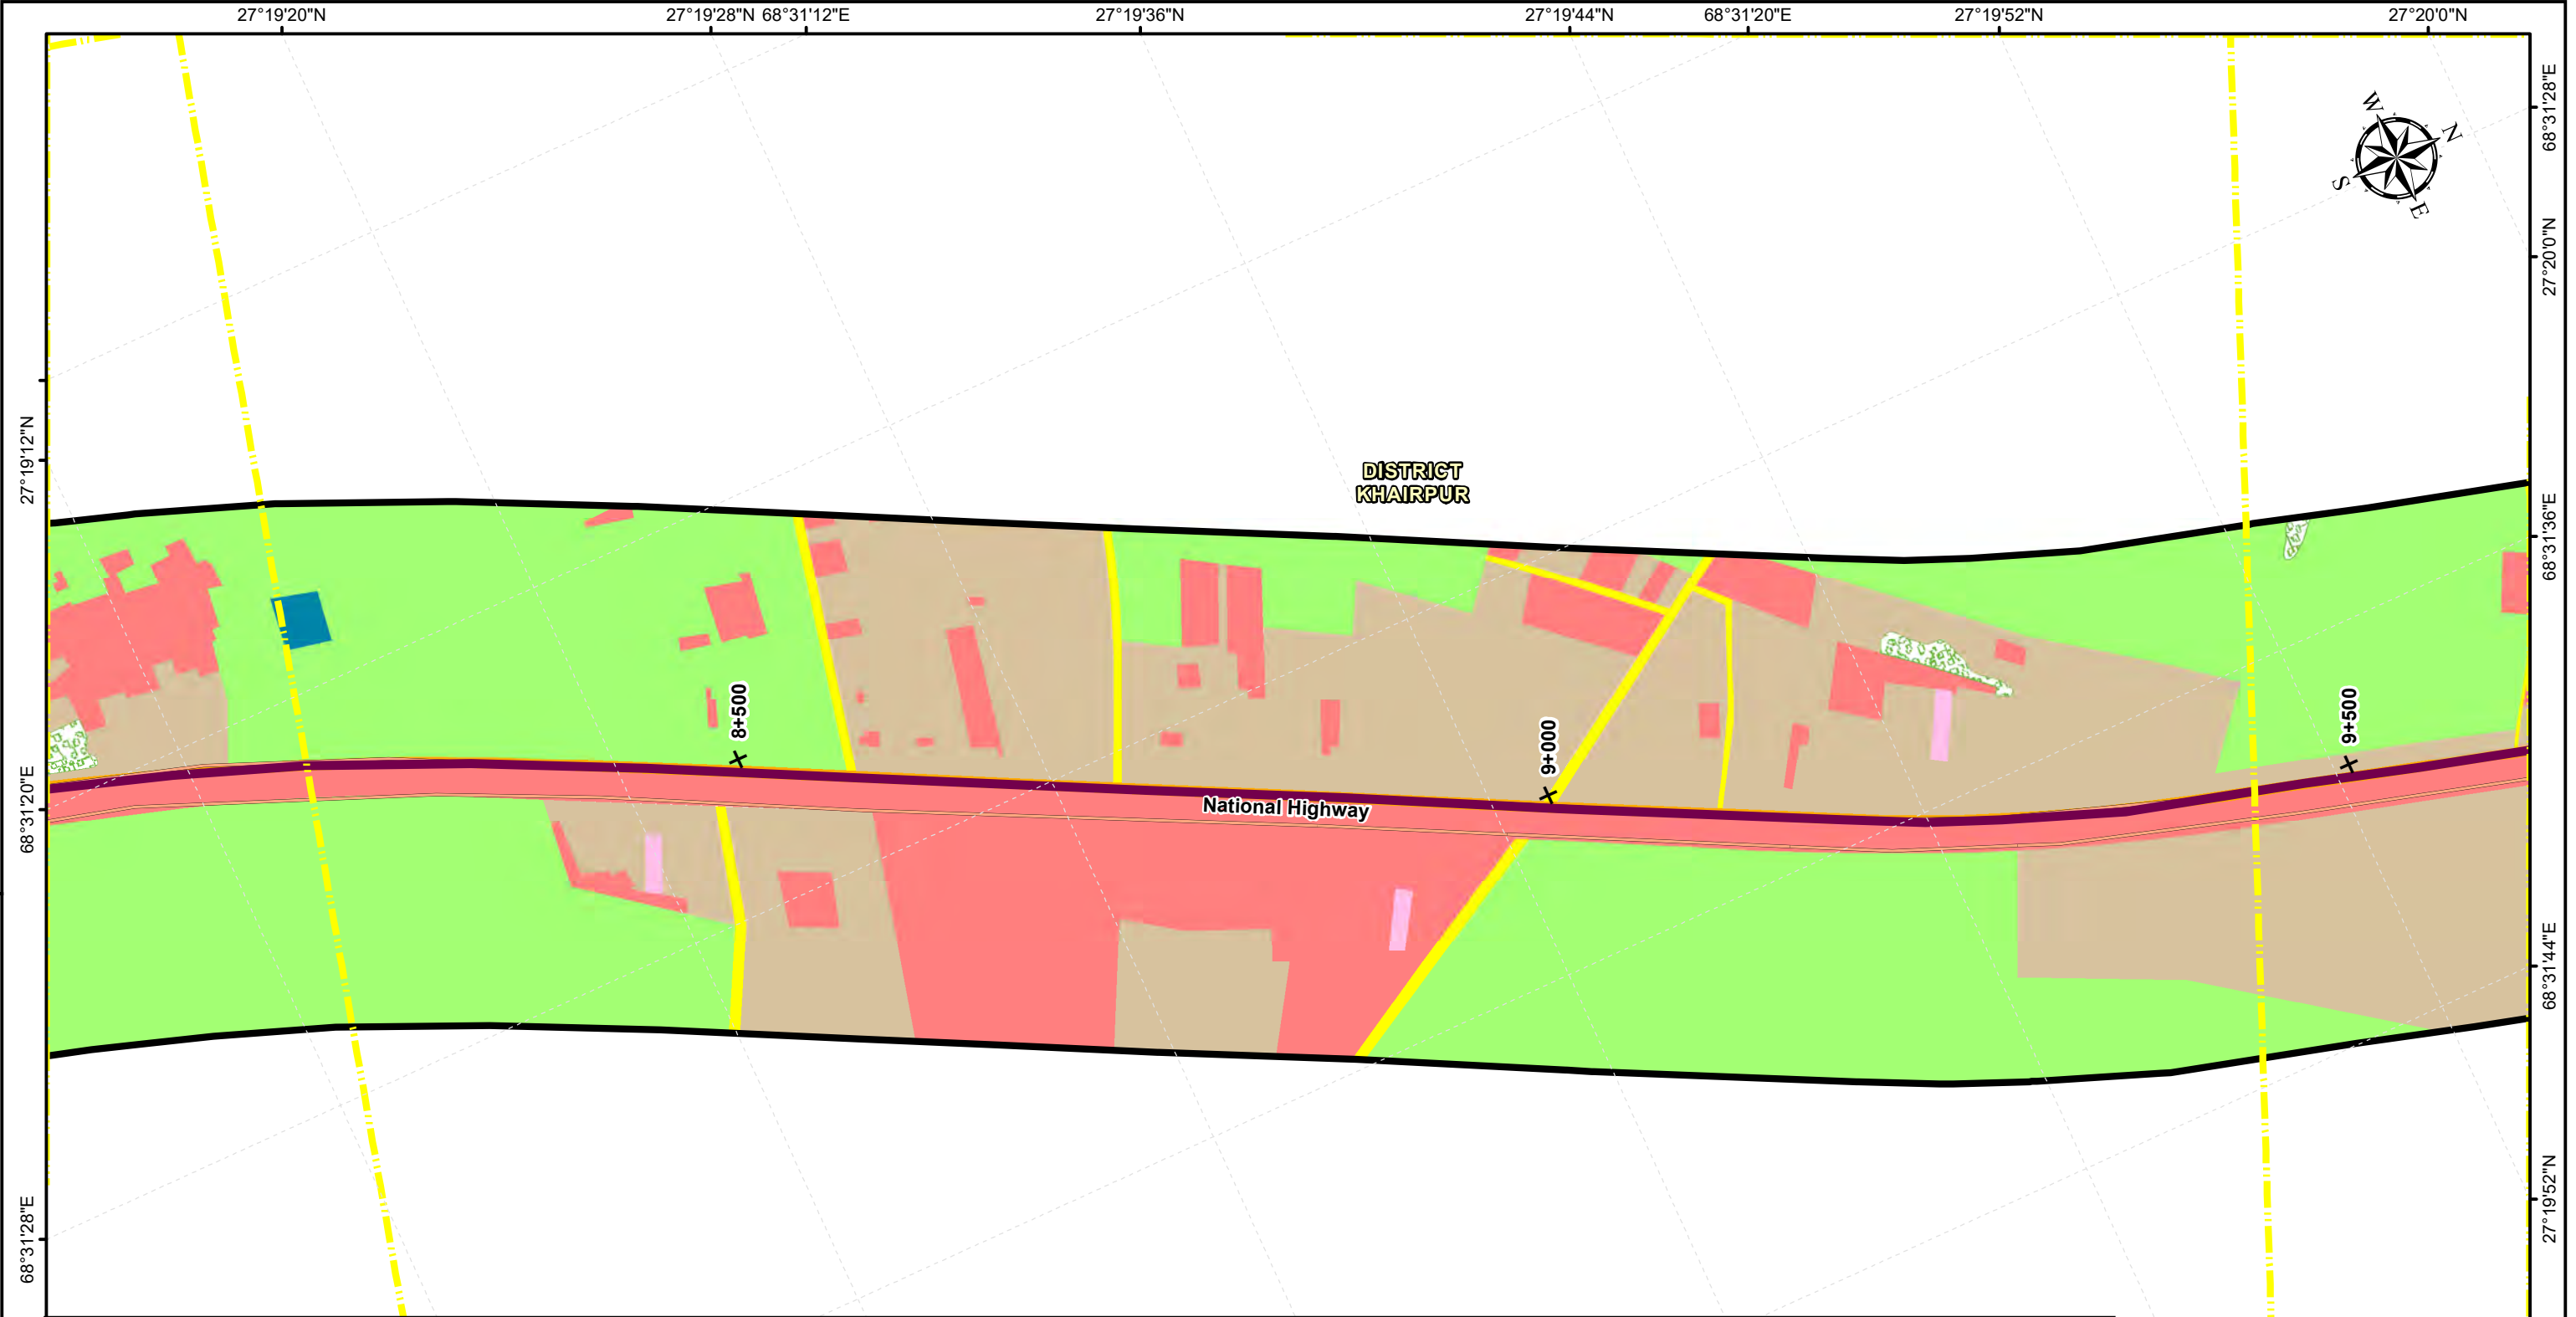 27°19'20"N
27°19'28"N 68°31'12"E
27°19'36"N
27°19'44"N
68°31'20"E
27°19'52"N
27°20'0"N
W
N
S
E
68°31'28"E
27°20'0"N
68°31'36"E
68°31'44"E
27°19'52"N
27°19'12"N
68°31'20"E
68°31'28"E
DISTRICT
KHAIRPUR
8+500
9+000
9+500
National Highway